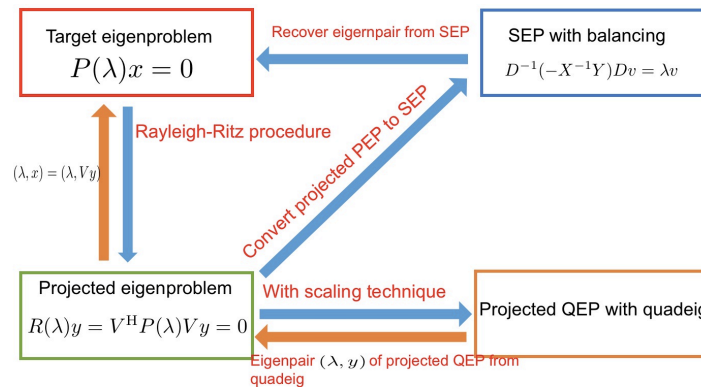 Target eigenproblem
P(λ)x = 0
Recover eigernpair from SEP
SEP with balancing
D⁻¹(−X⁻¹Y)Dv = λv
Rayleigh-Ritz procedure
(λ, x) = (λ, Vy)
Convert projected PEP to SEP
Projected eigenproblem
R(λ)y = VᴴP(λ)Vy = 0
With scaling technique
Projected QEP with quadeig
Eigenpair (λ, y) of projected QEP from
quadeig